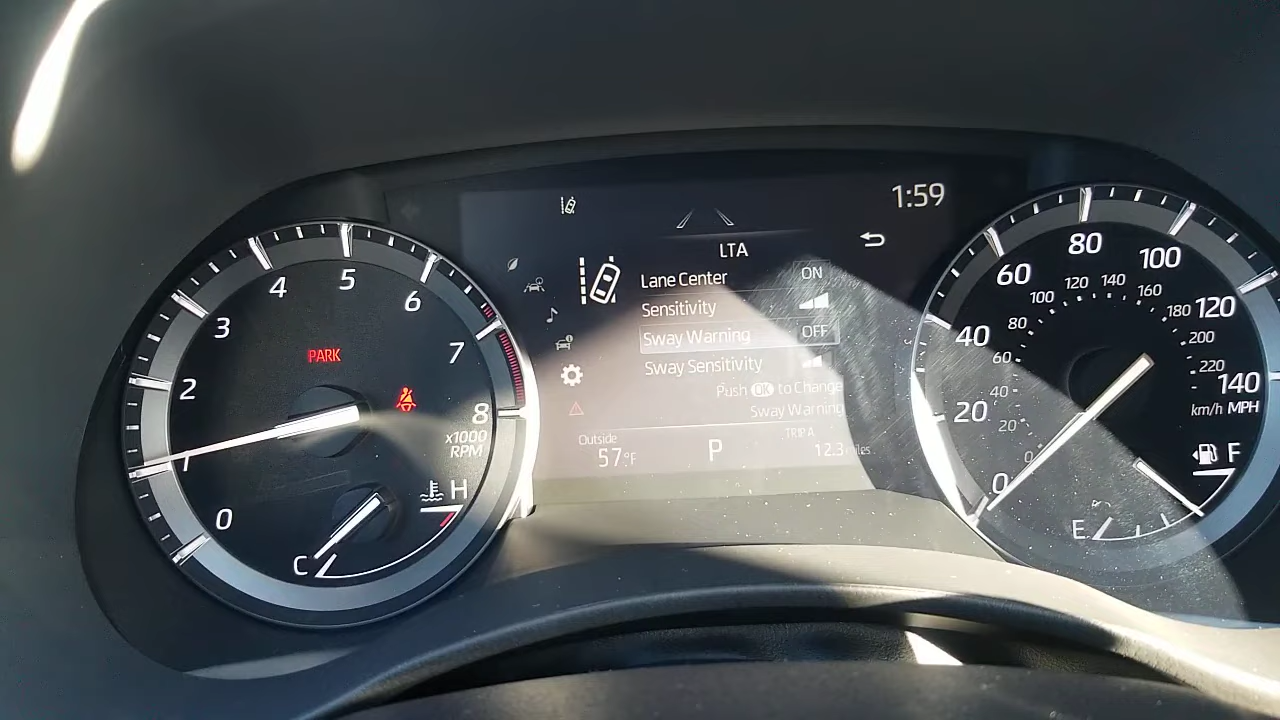 1:59
LTA
Lane Center ON
Sensitivity
Sway Warning OFF
Sway Sensitivity
Push OK to Change
Sway Warning
Outside
57°F
P
TRIP A
12.3 miles
0
1
2
3
4
5
6
7
8
x1000
RPM
PARK
H
C
0
20
40
60
80
100
120
140
0
20
40
60
80
100
120
140
160
180
200
220
km/h MPH
F
E